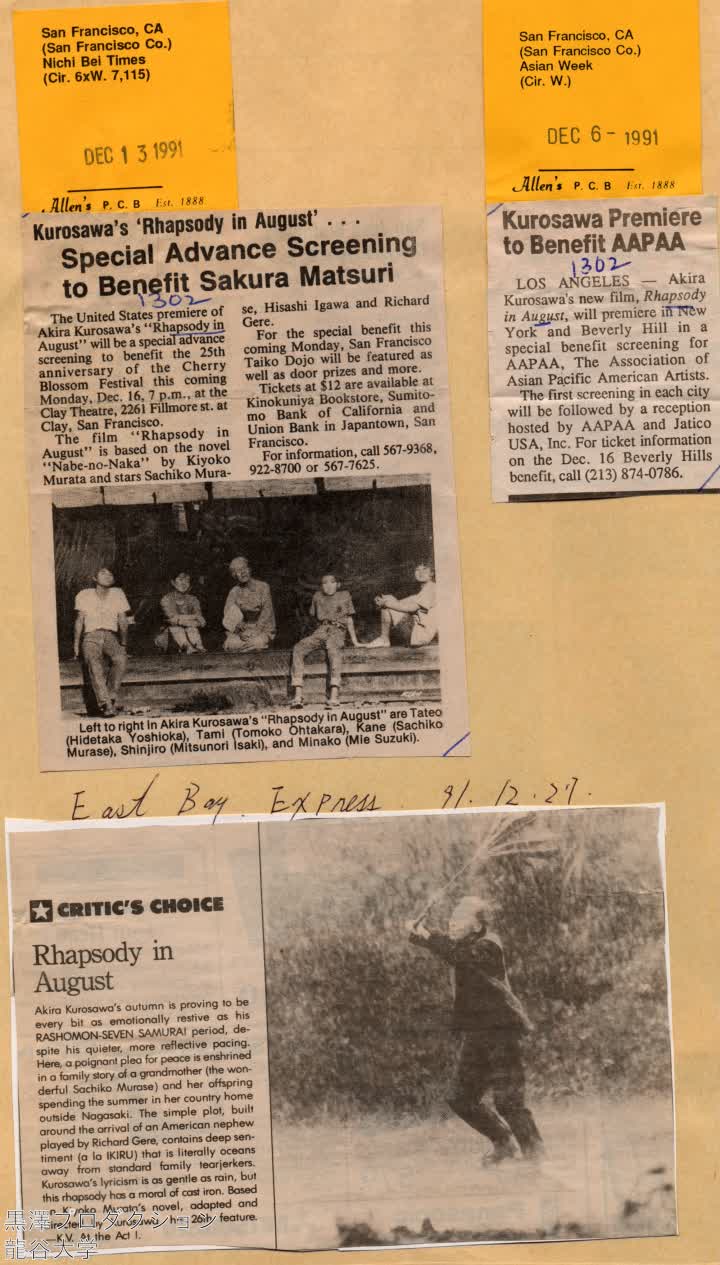 San Francisco, CA
(San Francisco Co.)
Nichi Bei Times
(Cir. 6xW. 7,115)
DEC 13 1991
Allen's P. C. B Est. 1888
Kurosawa's 'Rhapsody in August' . . .
Special Advance Screening
to Benefit Sakura Matsuri
1302
The United States premiere of
Akira Kurosawa's "Rhapsody in
August" will be a special advance
screening to benefit the 25th
anniversary of the Cherry
Blossom Festival this coming
Monday, Dec. 16, 7 p.m., at the
Clay Theatre, 2261 Fillmore st. at
Clay, San Francisco.
The film "Rhapsody in
August" is based on the novel
"Nabe-no-Naka" by Kiyoko
Murata and stars Sachiko Mura-
se, Hisashi Igawa and Richard
Gere.
For the special benefit this
coming Monday, San Francisco
Taiko Dojo will be featured as
well as door prizes and more.
Tickets at $12 are available at
Kinokuniya Bookstore, Sumito-
mo Bank of California and
Union Bank in Japantown, San
Francisco.
For information, call 567-9368,
922-8700 or 567-7625.
Left to right in Akira Kurosawa's "Rhapsody in August" are Tateo
(Hidetaka Yoshioka), Tami (Tomoko Ohtakara), Kane (Sachiko
Murase), Shinjiro (Mitsunori Isaki), and Minako (Mie Suzuki).
San Francisco, CA
(San Francisco Co.)
Asian Week
(Cir. W.)
DEC 6 - 1991
Allen's P. C. B Est. 1888
Kurosawa Premiere
to Benefit AAPAA
1302
LOS ANGELES — Akira
Kurosawa's new film, Rhapsody
in August, will premiere in New
York and Beverly Hill in a
special benefit screening for
AAPAA, The Association of
Asian Pacific American Artists.
The first screening in each city
will be followed by a reception
hosted by AAPAA and Jatico
USA, Inc. For ticket information
on the Dec. 16 Beverly Hills
benefit, call (213) 874-0786.
East Bay. Express. 91. 12. 27.
CRITIC'S CHOICE
Rhapsody in
August
Akira Kurosawa's autumn is proving to be
every bit as emotionally restive as his
RASHOMON-SEVEN SAMURAI period, de-
spite his quieter, more reflective pacing.
Here, a poignant plea for peace is enshrined
in a family story of a grandmother (the won-
derful Sachiko Murase) and her offspring
spending the summer in her country home
outside Nagasaki. The simple plot, built
around the arrival of an American nephew
played by Richard Gere, contains deep sen-
timent (a la IKIRU) that is literally oceans
away from standard family tearjerkers.
Kurosawa's lyricism is as gentle as rain, but
this rhapsody has a moral of cast iron. Based
Kiyoko Murata's novel, adapted and
Kurosawa 26th feature.
—K.V. At the Act I.
黒澤プロダクション
龍谷大学